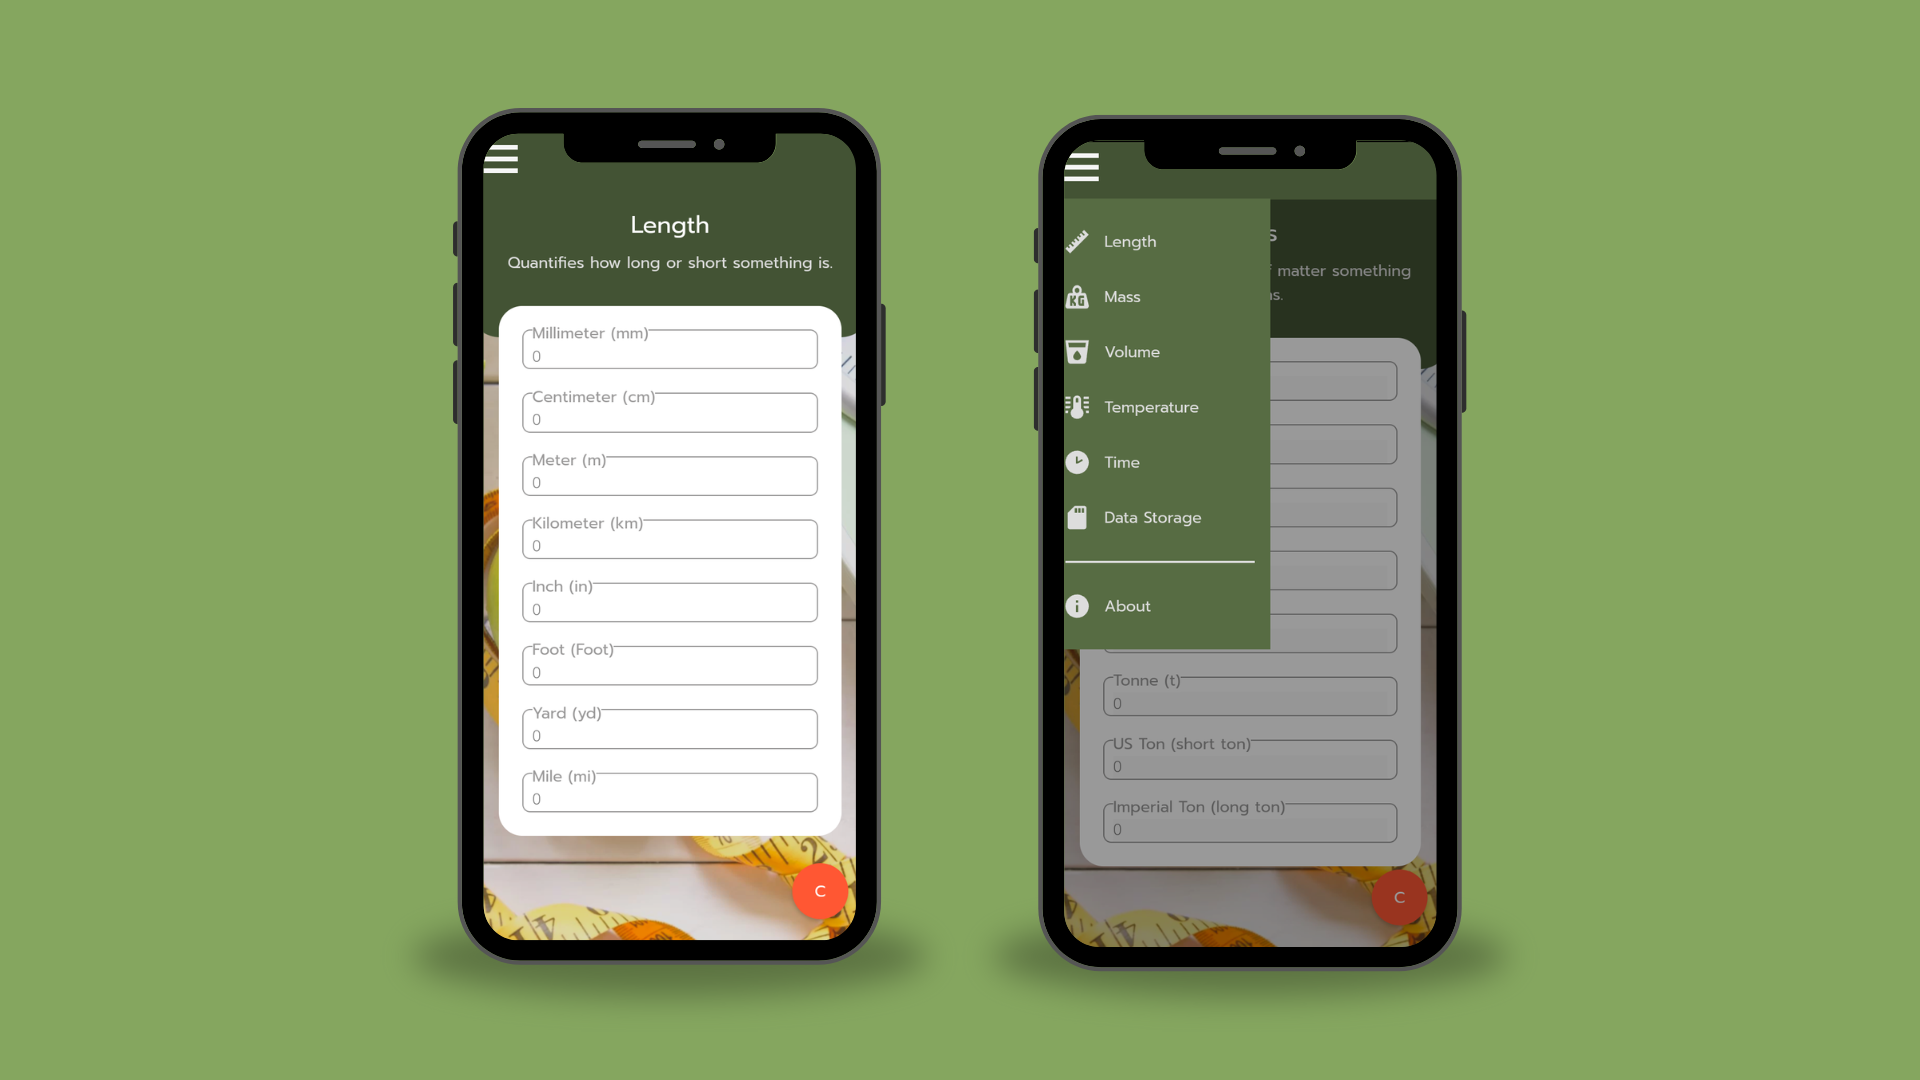 Length
Quantifies how long or short something is.
Millimeter (mm)
0
Centimeter (cm)
0
Meter (m)
0
Kilometer (km)
0
Inch (in)
0
Foot (Foot)
0
Yard (yd)
0
Mile (mi)
0
C
Length
KG
Mass
Volume
Temperature
Time
Data Storage
About
s
matter something
s.
Tonne (t)
0
US Ton (short ton)
0
Imperial Ton (long ton)
0
C